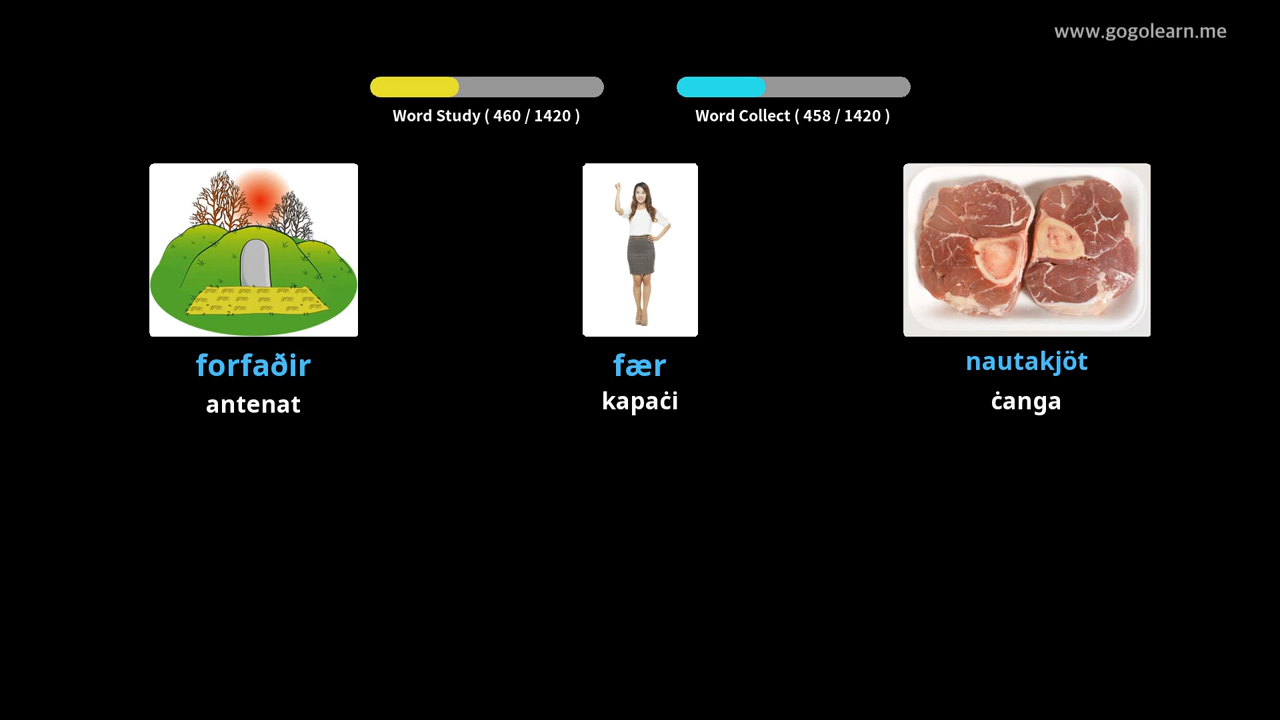 www.gogolearn.me
Word Study ( 460 / 1420 )
Word Collect ( 458 / 1420 )
forfaðir
antenat
fær
kapaċi
nautakjöt
ċanga